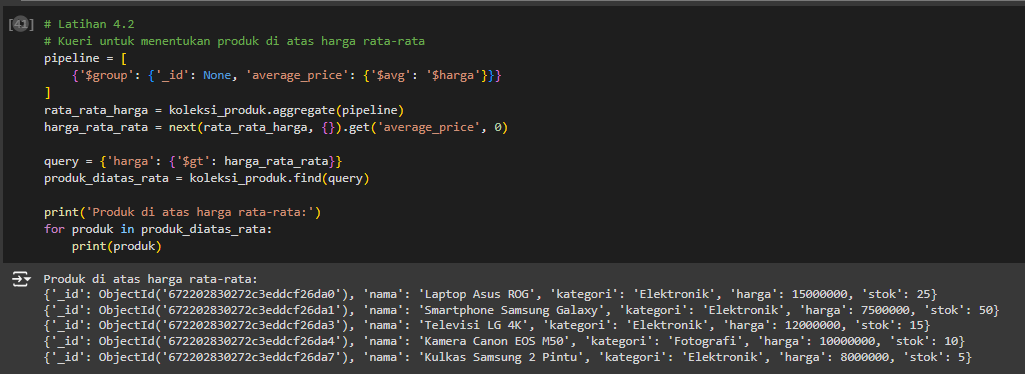 [41] # Latihan 4.2
# Kueri untuk menentukan produk di atas harga rata-rata
pipeline = [
    {'$group': {'_id': None, 'average_price': {'$avg': '$harga'}}}
]
rata_rata_harga = koleksi_produk.aggregate(pipeline)
harga_rata_rata = next(rata_rata_harga, {}).get('average_price', 0)

query = {'harga': {'$gt': harga_rata_rata}}
produk_diatas_rata = koleksi_produk.find(query)

print('Produk di atas harga rata-rata:')
for produk in produk_diatas_rata:
    print(produk)

Produk di atas harga rata-rata:
{'_id': ObjectId('672202830272c3eddcf26da0'), 'nama': 'Laptop Asus ROG', 'kategori': 'Elektronik', 'harga': 15000000, 'stok': 25}
{'_id': ObjectId('672202830272c3eddcf26da1'), 'nama': 'Smartphone Samsung Galaxy', 'kategori': 'Elektronik', 'harga': 7500000, 'stok': 50}
{'_id': ObjectId('672202830272c3eddcf26da3'), 'nama': 'Televisi LG 4K', 'kategori': 'Elektronik', 'harga': 12000000, 'stok': 15}
{'_id': ObjectId('672202830272c3eddcf26da4'), 'nama': 'Kamera Canon EOS M50', 'kategori': 'Fotografi', 'harga': 10000000, 'stok': 10}
{'_id': ObjectId('672202830272c3eddcf26da7'), 'nama': 'Kulkas Samsung 2 Pintu', 'kategori': 'Elektronik', 'harga': 8000000, 'stok': 5}